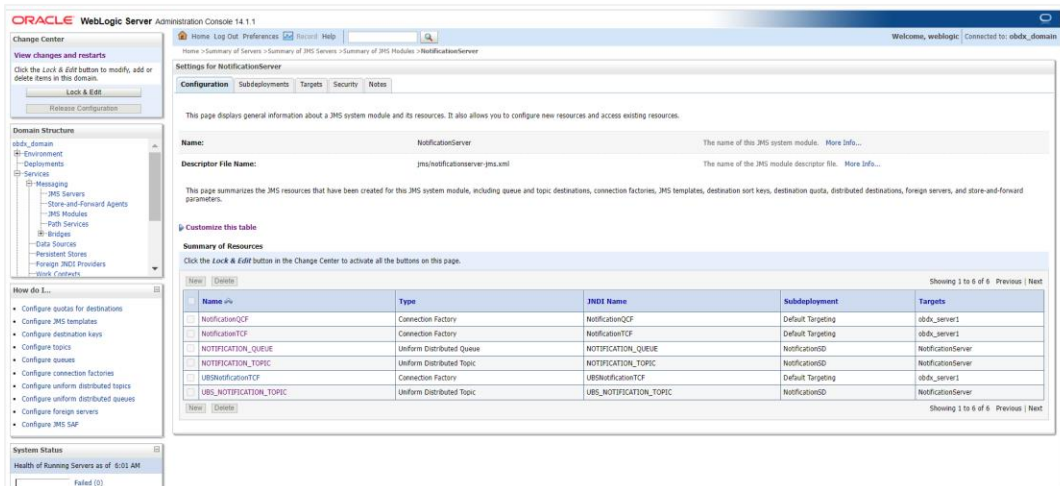 ORACLE WebLogic Server Administration Console 14.1.1
Change Center
View changes and restarts
Click the Lock & Edit button to modify, add or
delete items in this domain.
Lock & Edit
Release Configuration
Domain Structure
obdx_domain
Environment
Deployments
Services
Messaging
JMS Servers
Store-and-Forward Agents
JMS Modules
Path Services
Bridges
Data Sources
Persistent Stores
Foreign JNDI Providers
Work Contexts
How do I...
Configure quotas for destinations
Configure JMS templates
Configure destination keys
Configure topics
Configure queues
Configure connection factories
Configure uniform distributed topics
Configure uniform distributed queues
Configure foreign servers
Configure JMS SAF
System Status
Health of Running Servers as of 6:01 AM
Failed (0)
Home Log Out Preferences Record Help
Welcome, weblogic Connected to: obdx_domain
Home >Summary of Servers >Summary of JMS Servers >Summary of JMS Modules >NotificationServer
Settings for NotificationServer
Configuration Subdeployments Targets Security Notes
This page displays general information about a JMS system module and its resources. It also allows you to configure new resources and access existing resources.
Name: NotificationServer The name of this JMS system module. More Info...
Descriptor File Name: jms/notificationserver-jms.xml The name of the JMS module descriptor file. More Info...
This page summarizes the JMS resources that have been created for this JMS system module, including queue and topic destinations, connection factories, JMS templates, destination sort keys, destination quota, distributed destinations, foreign servers, and store-and-forward
parameters.
Customize this table
Summary of Resources
Click the Lock & Edit button in the Change Center to activate all the buttons on this page.
New Delete Showing 1 to 6 of 6 Previous | Next
Name Type JNDI Name Subdeployment Targets
NotificationQCF Connection Factory NotificationQCF Default Targeting obdx_server1
NotificationTCF Connection Factory NotificationTCF Default Targeting obdx_server1
NOTIFICATION_QUEUE Uniform Distributed Queue NOTIFICATION_QUEUE NotificationSD NotificationServer
NOTIFICATION_TOPIC Uniform Distributed Topic NOTIFICATION_TOPIC NotificationSD NotificationServer
UBSNotificationTCF Connection Factory UBSNotificationTCF Default Targeting obdx_server1
UBS_NOTIFICATION_TOPIC Uniform Distributed Topic UBS_NOTIFICATION_TOPIC NotificationSD NotificationServer
New Delete Showing 1 to 6 of 6 Previous | Next